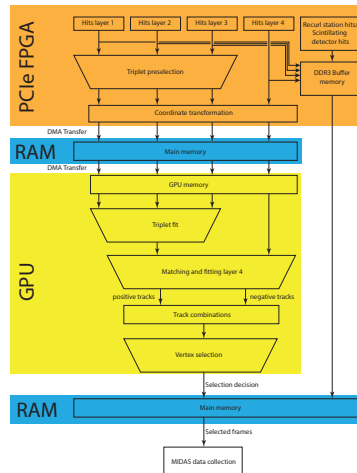 PCIe FPGA
Hits layer 1
Hits layer 2
Hits layer 3
Hits layer 4
Recurl station hits/
Scintillating
detector hits
Triplet preselection
DDR3 Buffer
memory
Coordinate transformation
DMA Transfer
RAM
Main memory
DMA Transfer
GPU
GPU memory
Triplet fit
Matching and fitting layer 4
positive tracks
negative tracks
Track combinations
Vertex selection
Selection decision
RAM
Main memory
Selected frames
MIDAS data collection